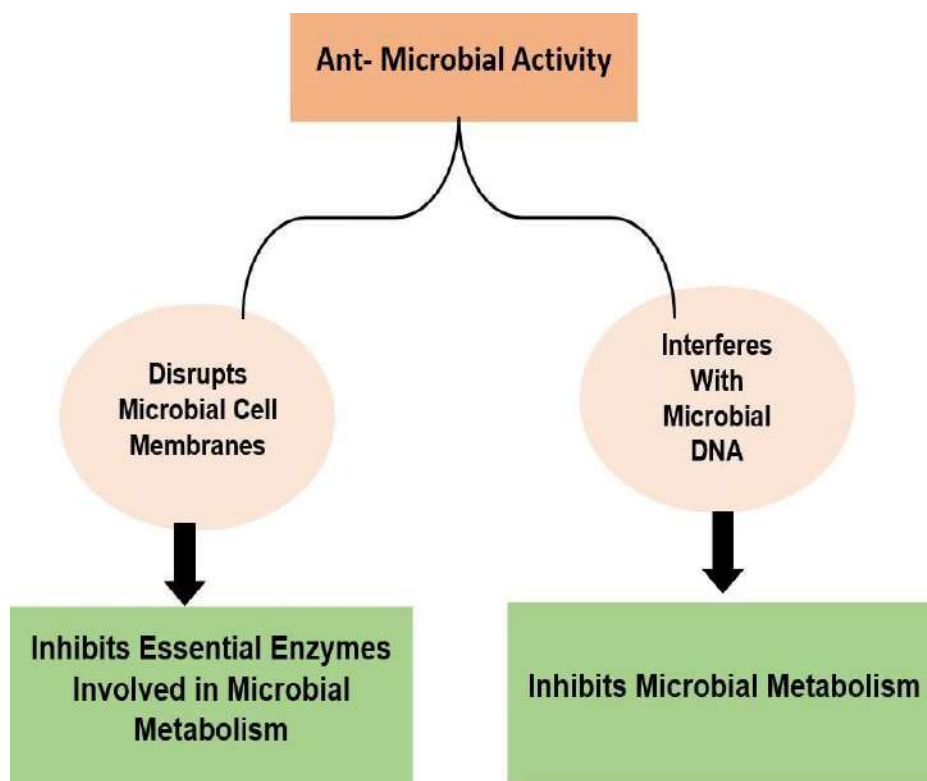 Ant- Microbial Activity
Disrupts
Microbial Cell
Membranes
Interferes
With
Microbial
DNA
Inhibits Essential Enzymes
Involved in Microbial
Metabolism
Inhibits Microbial Metabolism